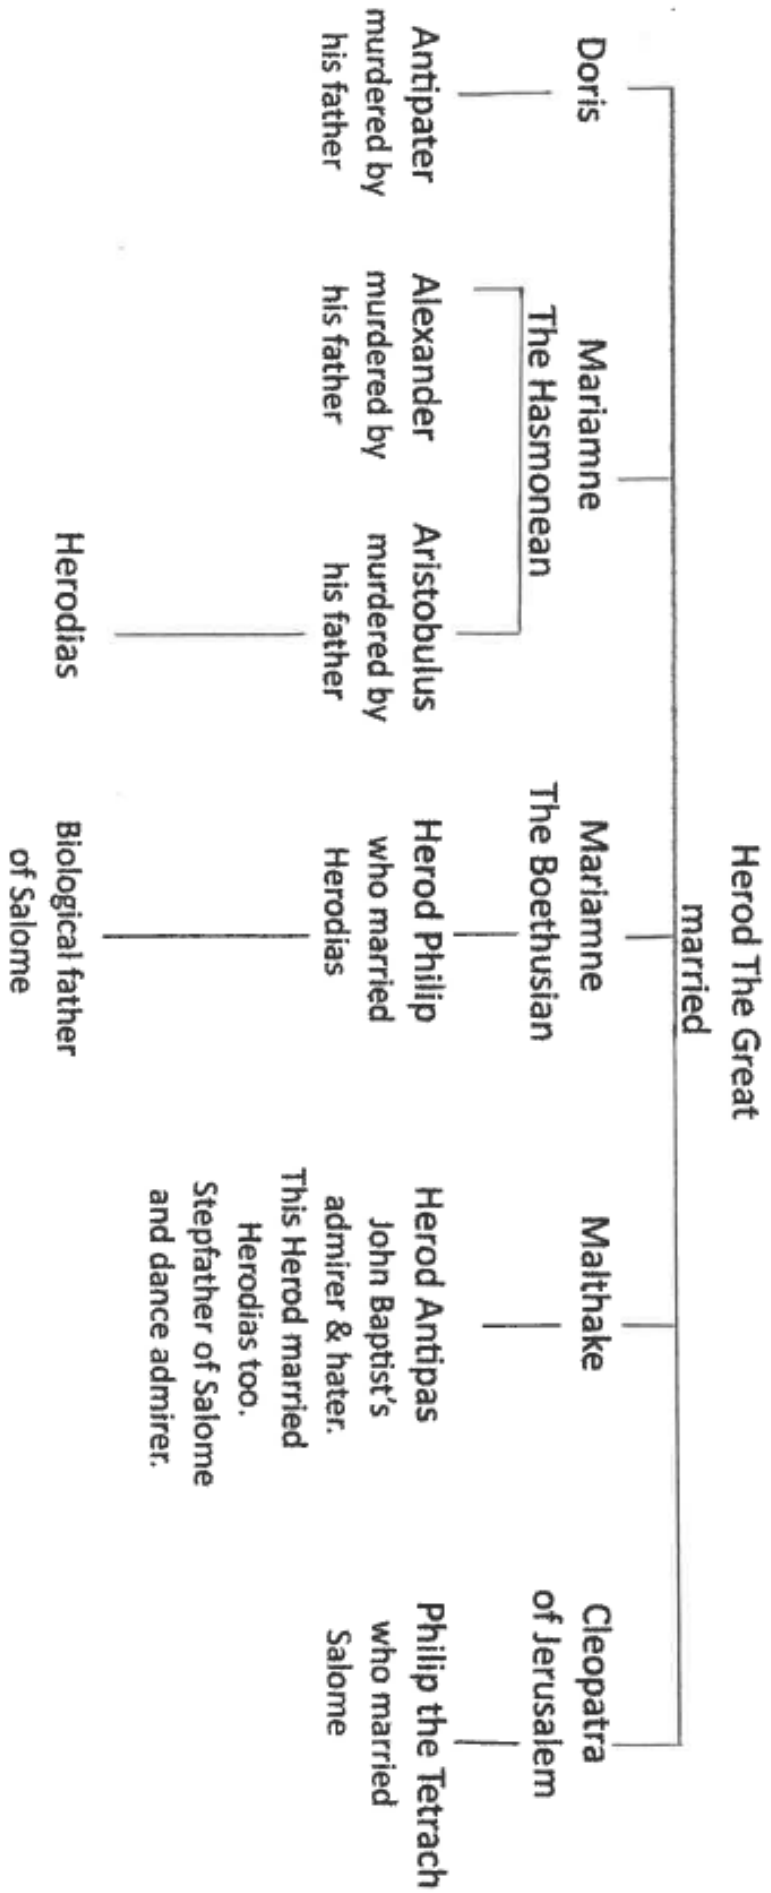 Herod The Great
married
Doris
Mariamne
The Hasmonean
Mariamne
The Boethusian
Malthake
Cleopatra
of Jerusalem
Antipater
murdered by
his father
Alexander
murdered by
his father
Aristobulus
murdered by
his father
Herod Philip
who married
Herodias
Herod Antipas
John Baptist's
admirer & hater.
This Herod married
Herodias too.
Stepfather of Salome
and dance admirer.
Philip the Tetrach
who married
Salome
Herodias
Biological father
of Salome